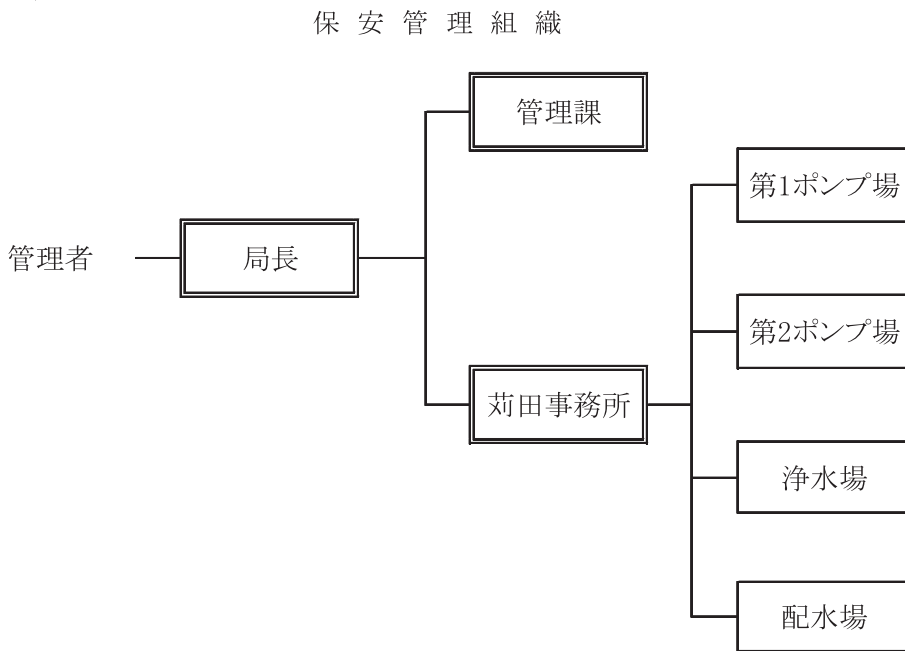 保安管理組織
管理課
第1ポンプ場
管理者
局長
第2ポンプ場
苅田事務所
浄水場
配水場